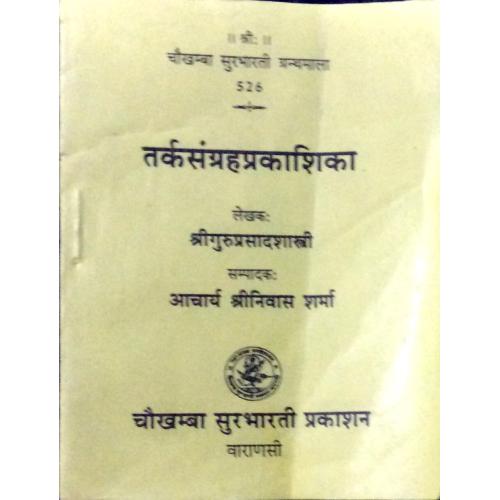 ॥ श्रीः ॥
चौखम्बा सुरभारती ग्रन्थमाला
526
तर्कसंग्रहप्रकाशिका
लेखकः
श्रीगुरुप्रसादशास्त्री
सम्पादकः
आचार्य श्रीनिवास शर्मा
चौखम्बा सुरभारती प्रकाशन
वाराणसी